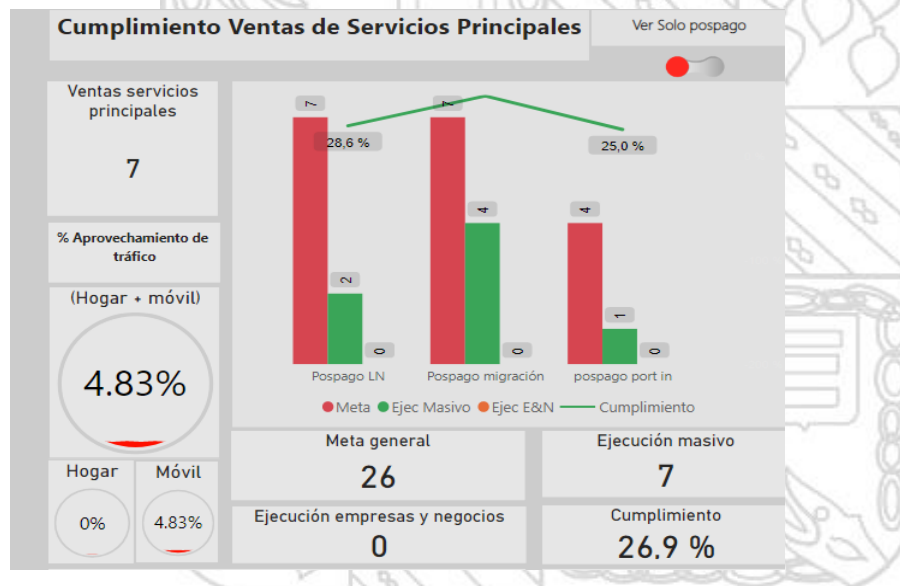 Cumplimiento Ventas de Servicios Principales
Ver Solo pospago
Ventas servicios
principales
7
% Aprovechamiento de
tráfico
(Hogar + móvil)
4.83%
Hogar
0%
Móvil
4.83%
7
28,6 %
2
0
7
4
0
4
25,0 %
1
0
Pospago LN
Pospago migración
pospago port in
Meta
Ejec Masivo
Ejec E&N
Cumplimiento
Meta general
26
Ejecución masivo
7
Ejecución empresas y negocios
0
Cumplimiento
26,9 %